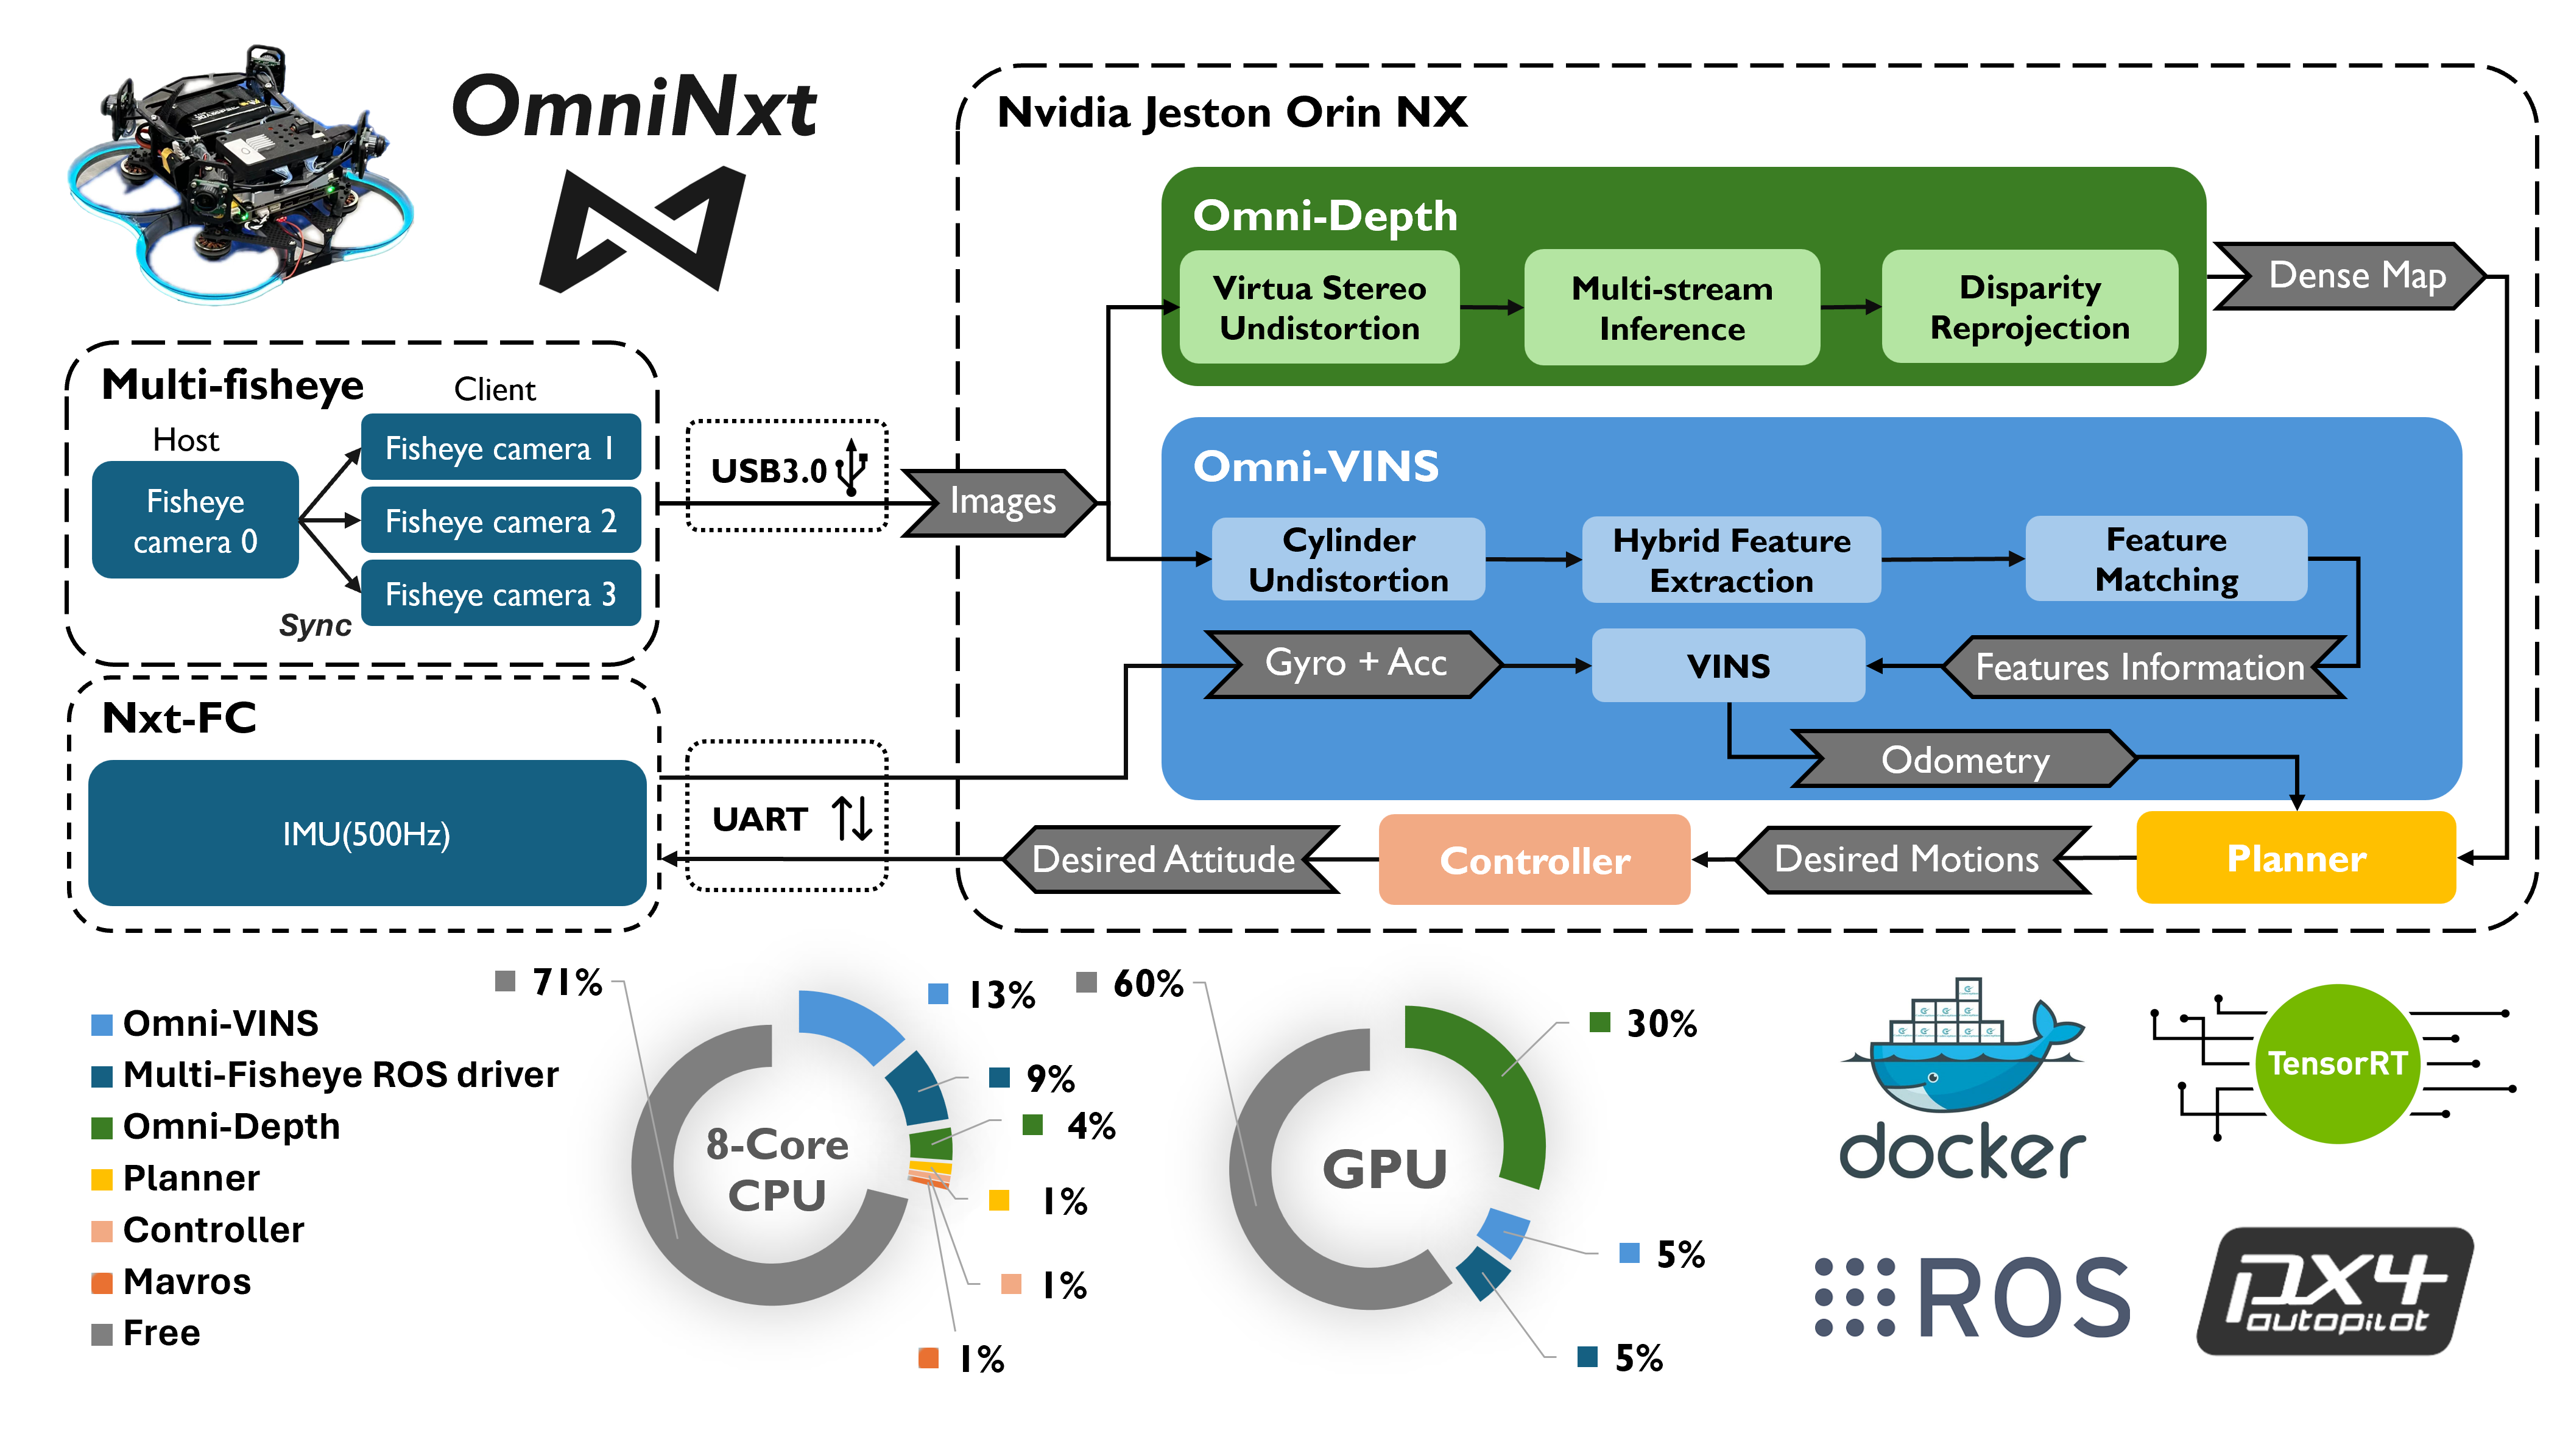 OmniNxt
Nvidia Jeston Orin NX
Omni-Depth
Virtua Stereo
Undistortion
Multi-stream
Inference
Disparity
Reprojection
Dense Map
Multi-fisheye
Client
Host
Fisheye
camera 0
Fisheye camera 1
Fisheye camera 2
Fisheye camera 3
Sync
USB3.0
Images
Omni-VINS
Cylinder
Undistortion
Hybrid Feature
Extraction
Feature
Matching
Gyro + Acc
VINS
Features Information
Odometry
Nxt-FC
IMU(500Hz)
UART
Desired Attitude
Controller
Desired Motions
Planner
Omni-VINS
Multi-Fisheye ROS driver
Omni-Depth
Planner
Controller
Mavros
Free
71%
13%
9%
4%
1%
1%
1%
8-Core
CPU
60%
30%
5%
5%
GPU
docker
TensorRT
ROS
px4
autopilot